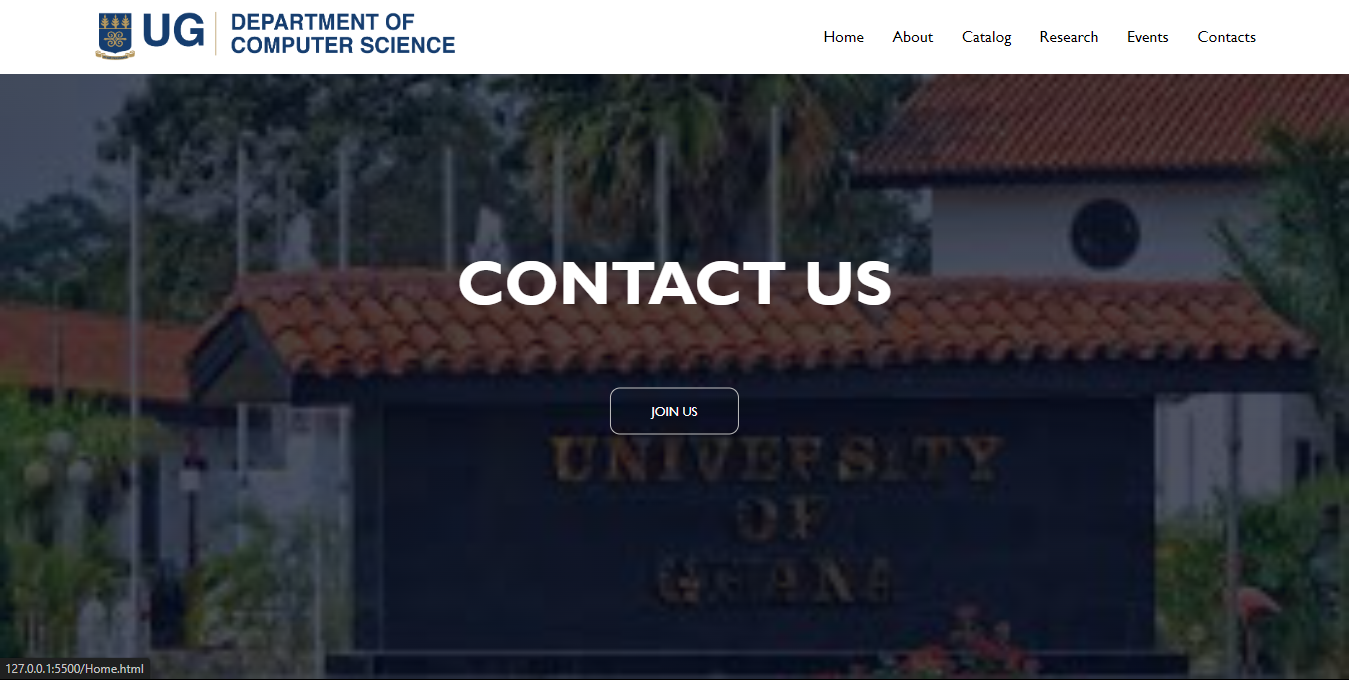 UG
DEPARTMENT OF
COMPUTER SCIENCE
Home
About
Catalog
Research
Events
Contacts
CONTACT US
JOIN US
UNIVERSITY
OF
GHANA
127.0.0.1:5500/Home.html